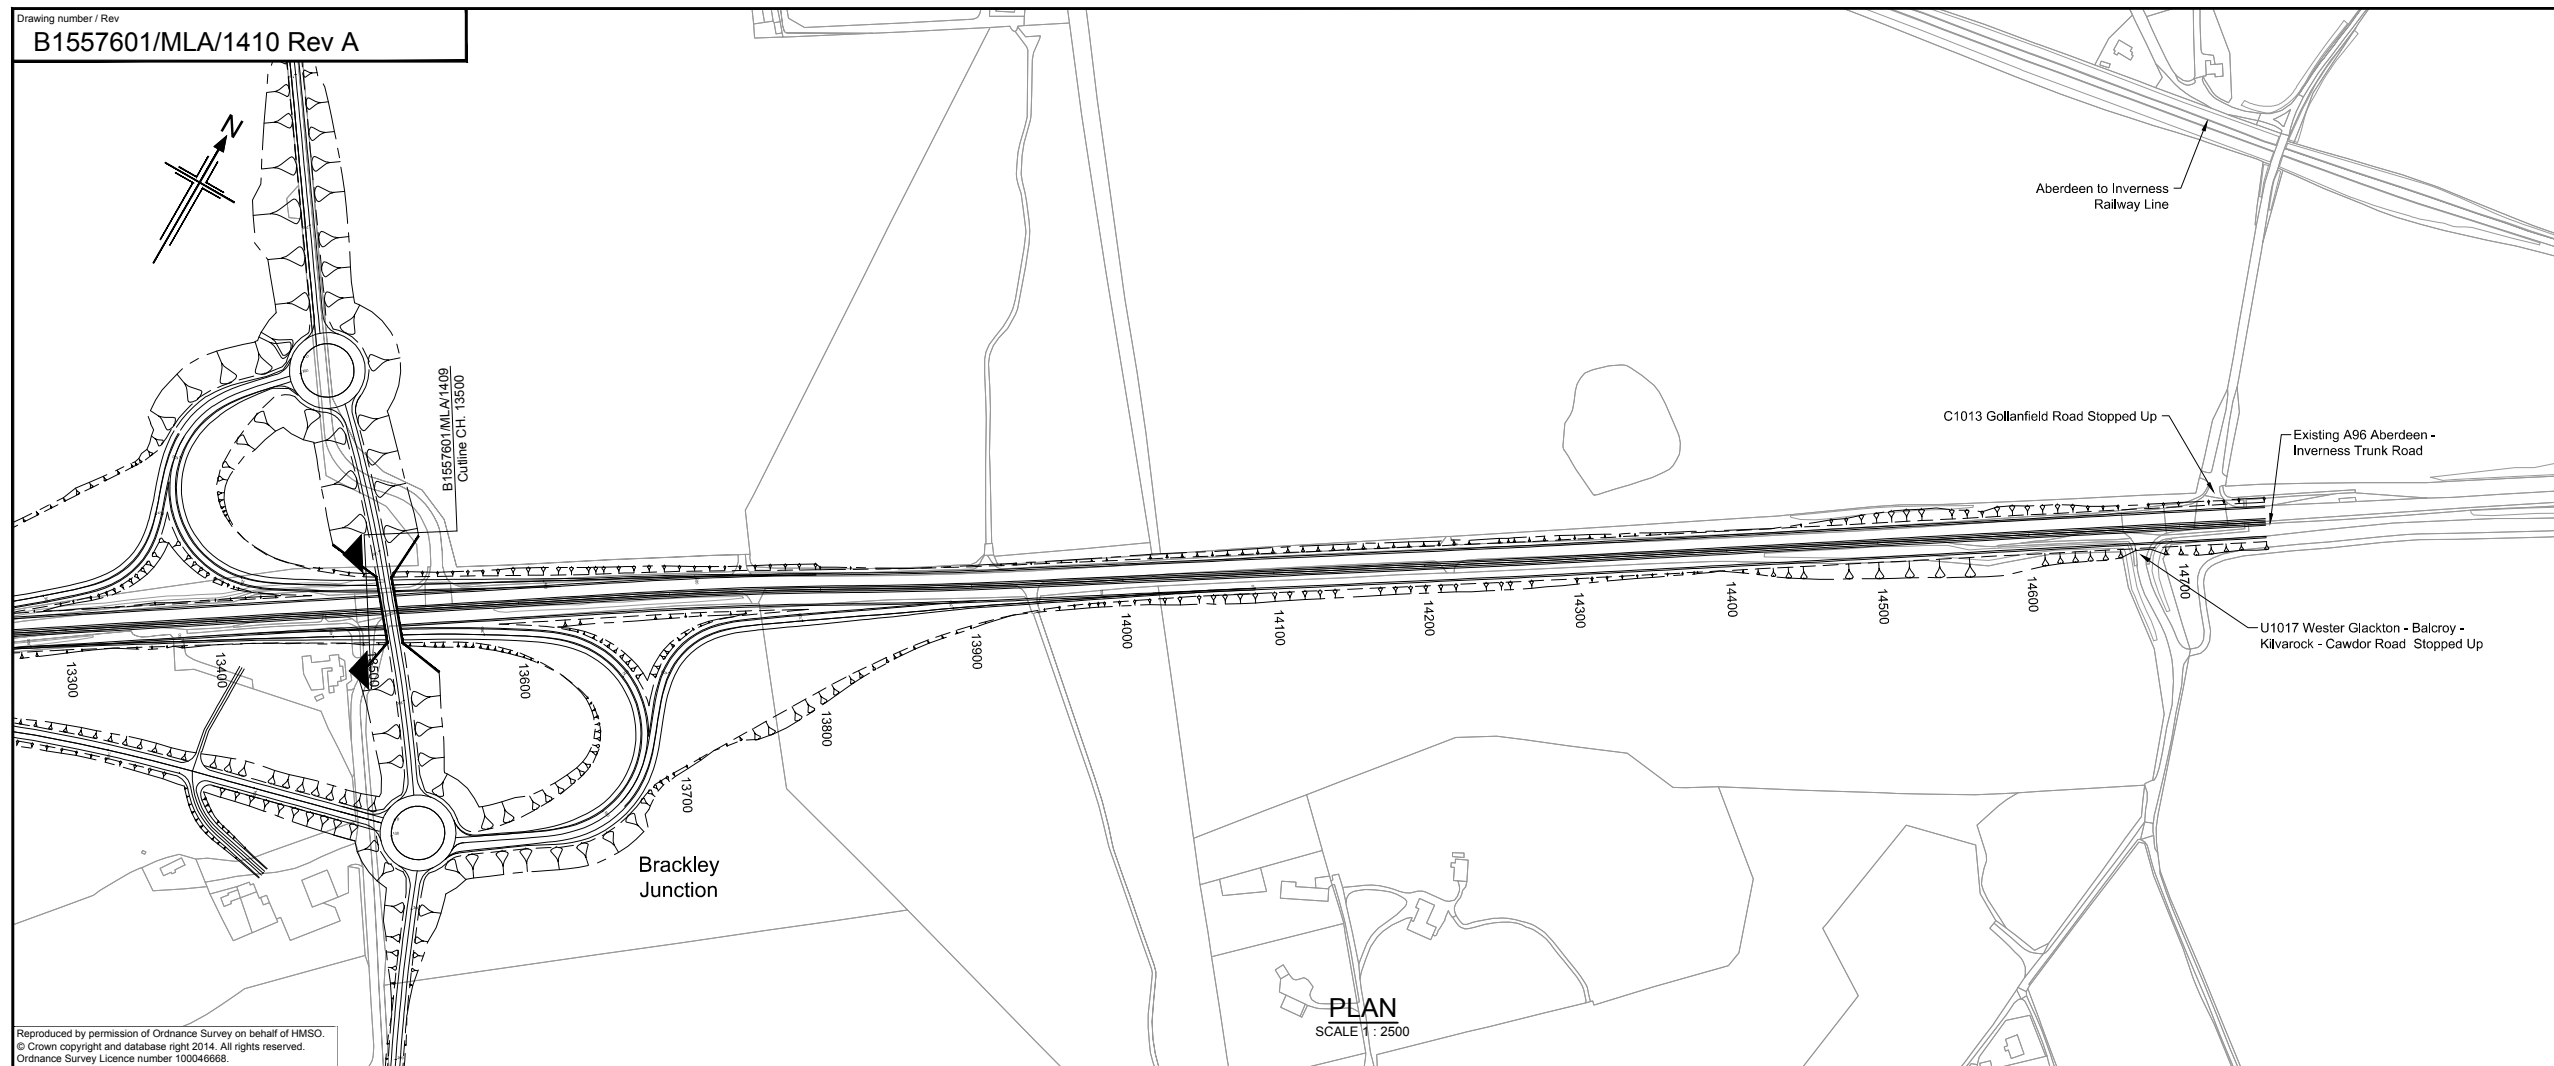 Drawing number / Rev
B1557601/MLA/1410 Rev A
N
Aberdeen to Inverness
Railway Line
B1557601/MLA/1409
Cutline CH. 13500
C1013 Gollanfield Road Stopped Up
Existing A96 Aberdeen -
Inverness Trunk Road
U1017 Wester Glackton - Balcroy -
Kilvarock - Cawdor Road Stopped Up
13300
13400
13500
13600
13700
13800
13900
14000
14100
14200
14300
14400
14500
14600
14700
Brackley
Junction
PLAN
SCALE 1 : 2500
Reproduced by permission of Ordnance Survey on behalf of HMSO.
© Crown copyright and database right 2014. All rights reserved.
Ordnance Survey Licence number 100046668.